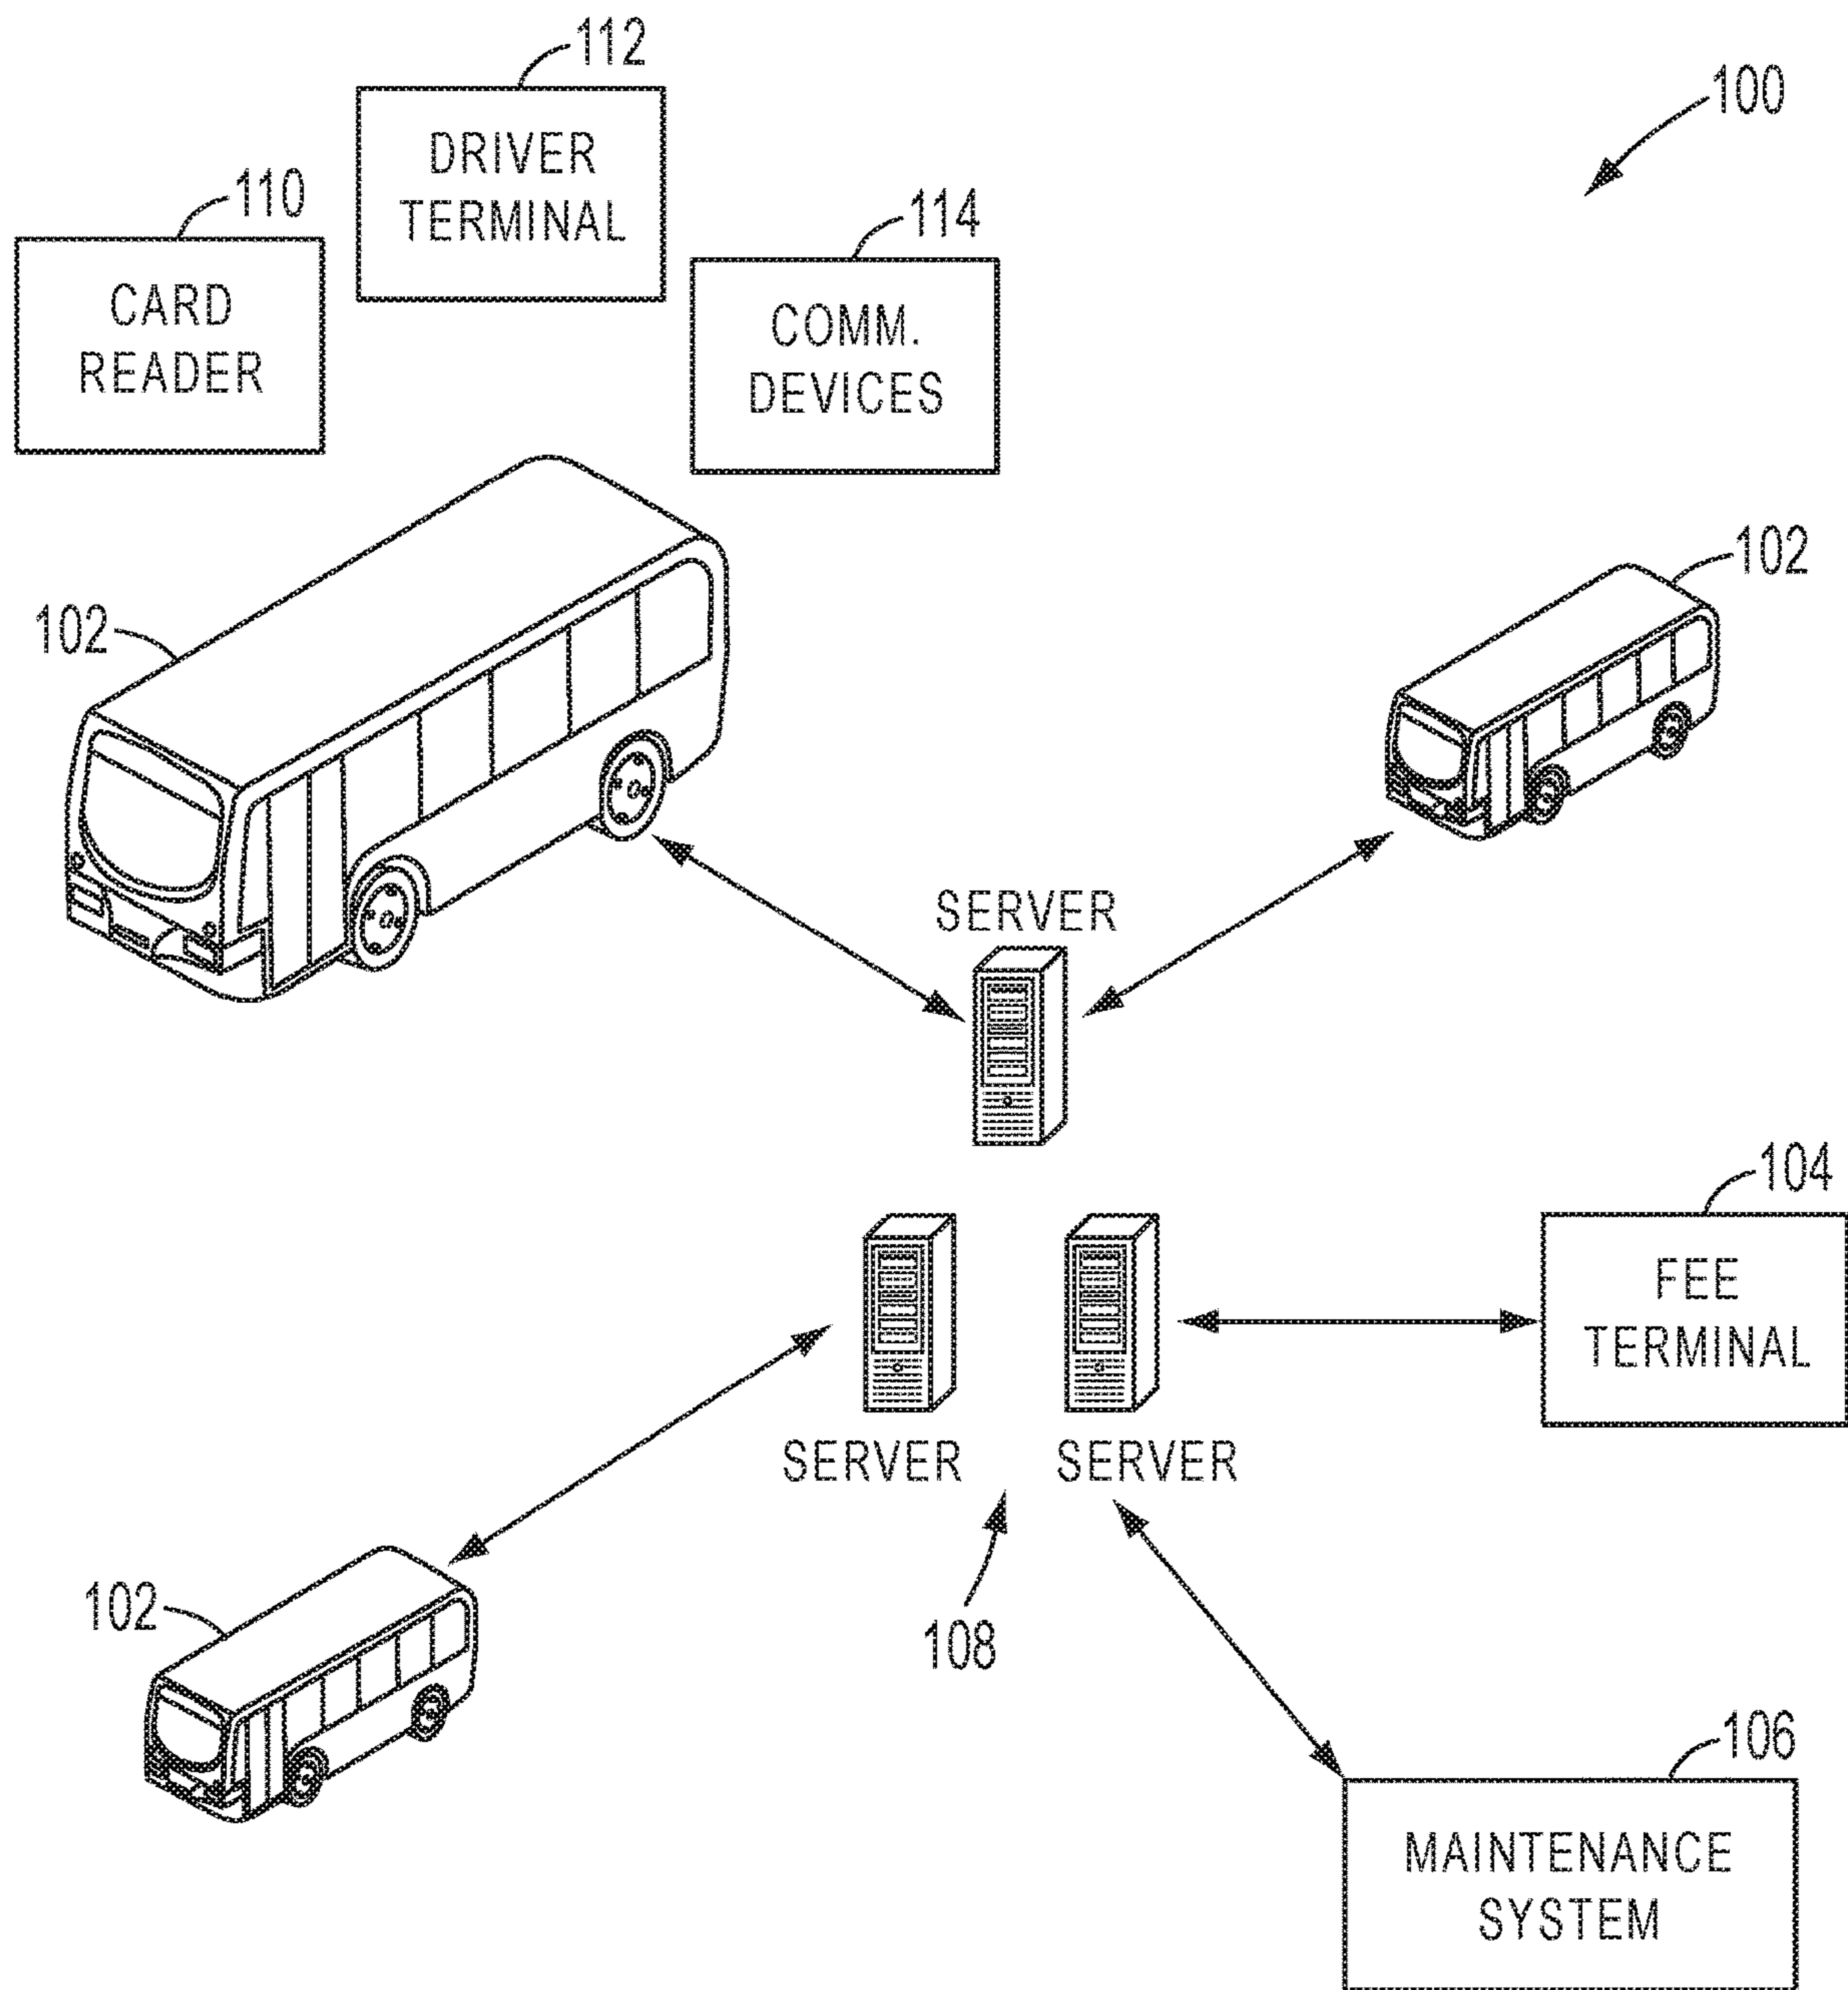 112
100
DRIVER
TERMINAL
110
114
CARD
READER
COMM.
DEVICES
102
102
SERVER
104
FEE
TERMINAL
SERVER
SERVER
102
108
106
MAINTENANCE
SYSTEM